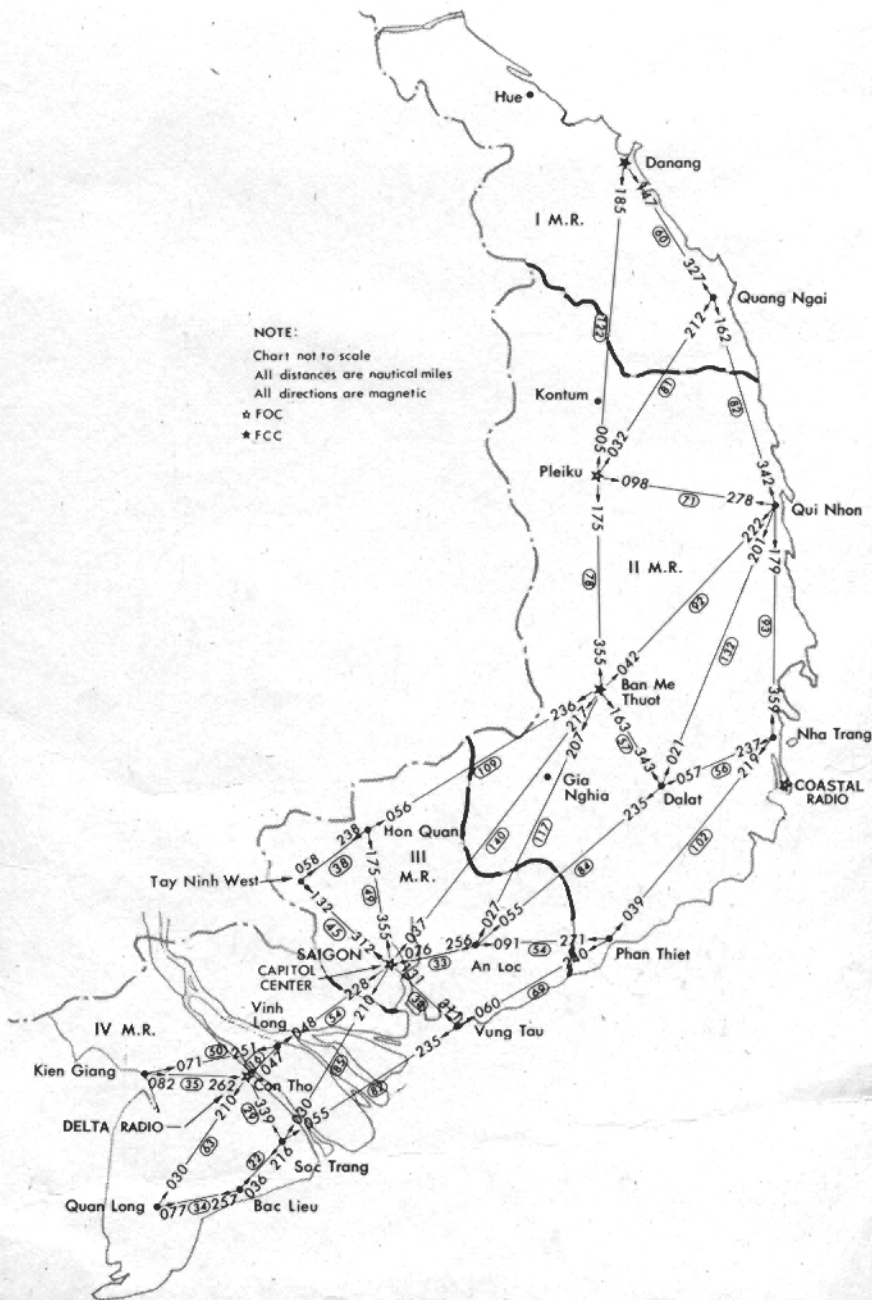 Hue
Danang
185
147
I M.R.
60
327
Quang Ngai
212
162
122
NOTE:
Chart not to scale
All distances are nautical miles
All directions are magnetic
☆ FOC
★ FCC
Kontum
81
82
005
032
342
Pleiku
098
71
278
Qui Nhon
175
222
201
179
II M.R.
78
92
132
93
355
042
Ban Me
Thuot
236
217
207
163
57
343
021
359
Nha Trang
237
219
109
Gia
Nghia
057
56
235
Dalat
COASTAL
RADIO
056
238
Hon Quan
140
117
102
058
38
III
M.R.
84
Tay Ninh West
175
49
132
45
312
355
037
027
055
039
SAIGON
076
256
091
54
271
33
An Loc
Phan Thiet
CAPITOL
CENTER
131
228
210
38
060
69
Vinh
Long
048
54
Vung Tau
235
IV M.R.
50
251
047
85
Kien Giang
071
082
35
262
Con Tho
210
29
339
82
DELTA RADIO
030
055
63
030
22
216
Soc Trang
036
Quan Long
077
34
257
Bac Lieu